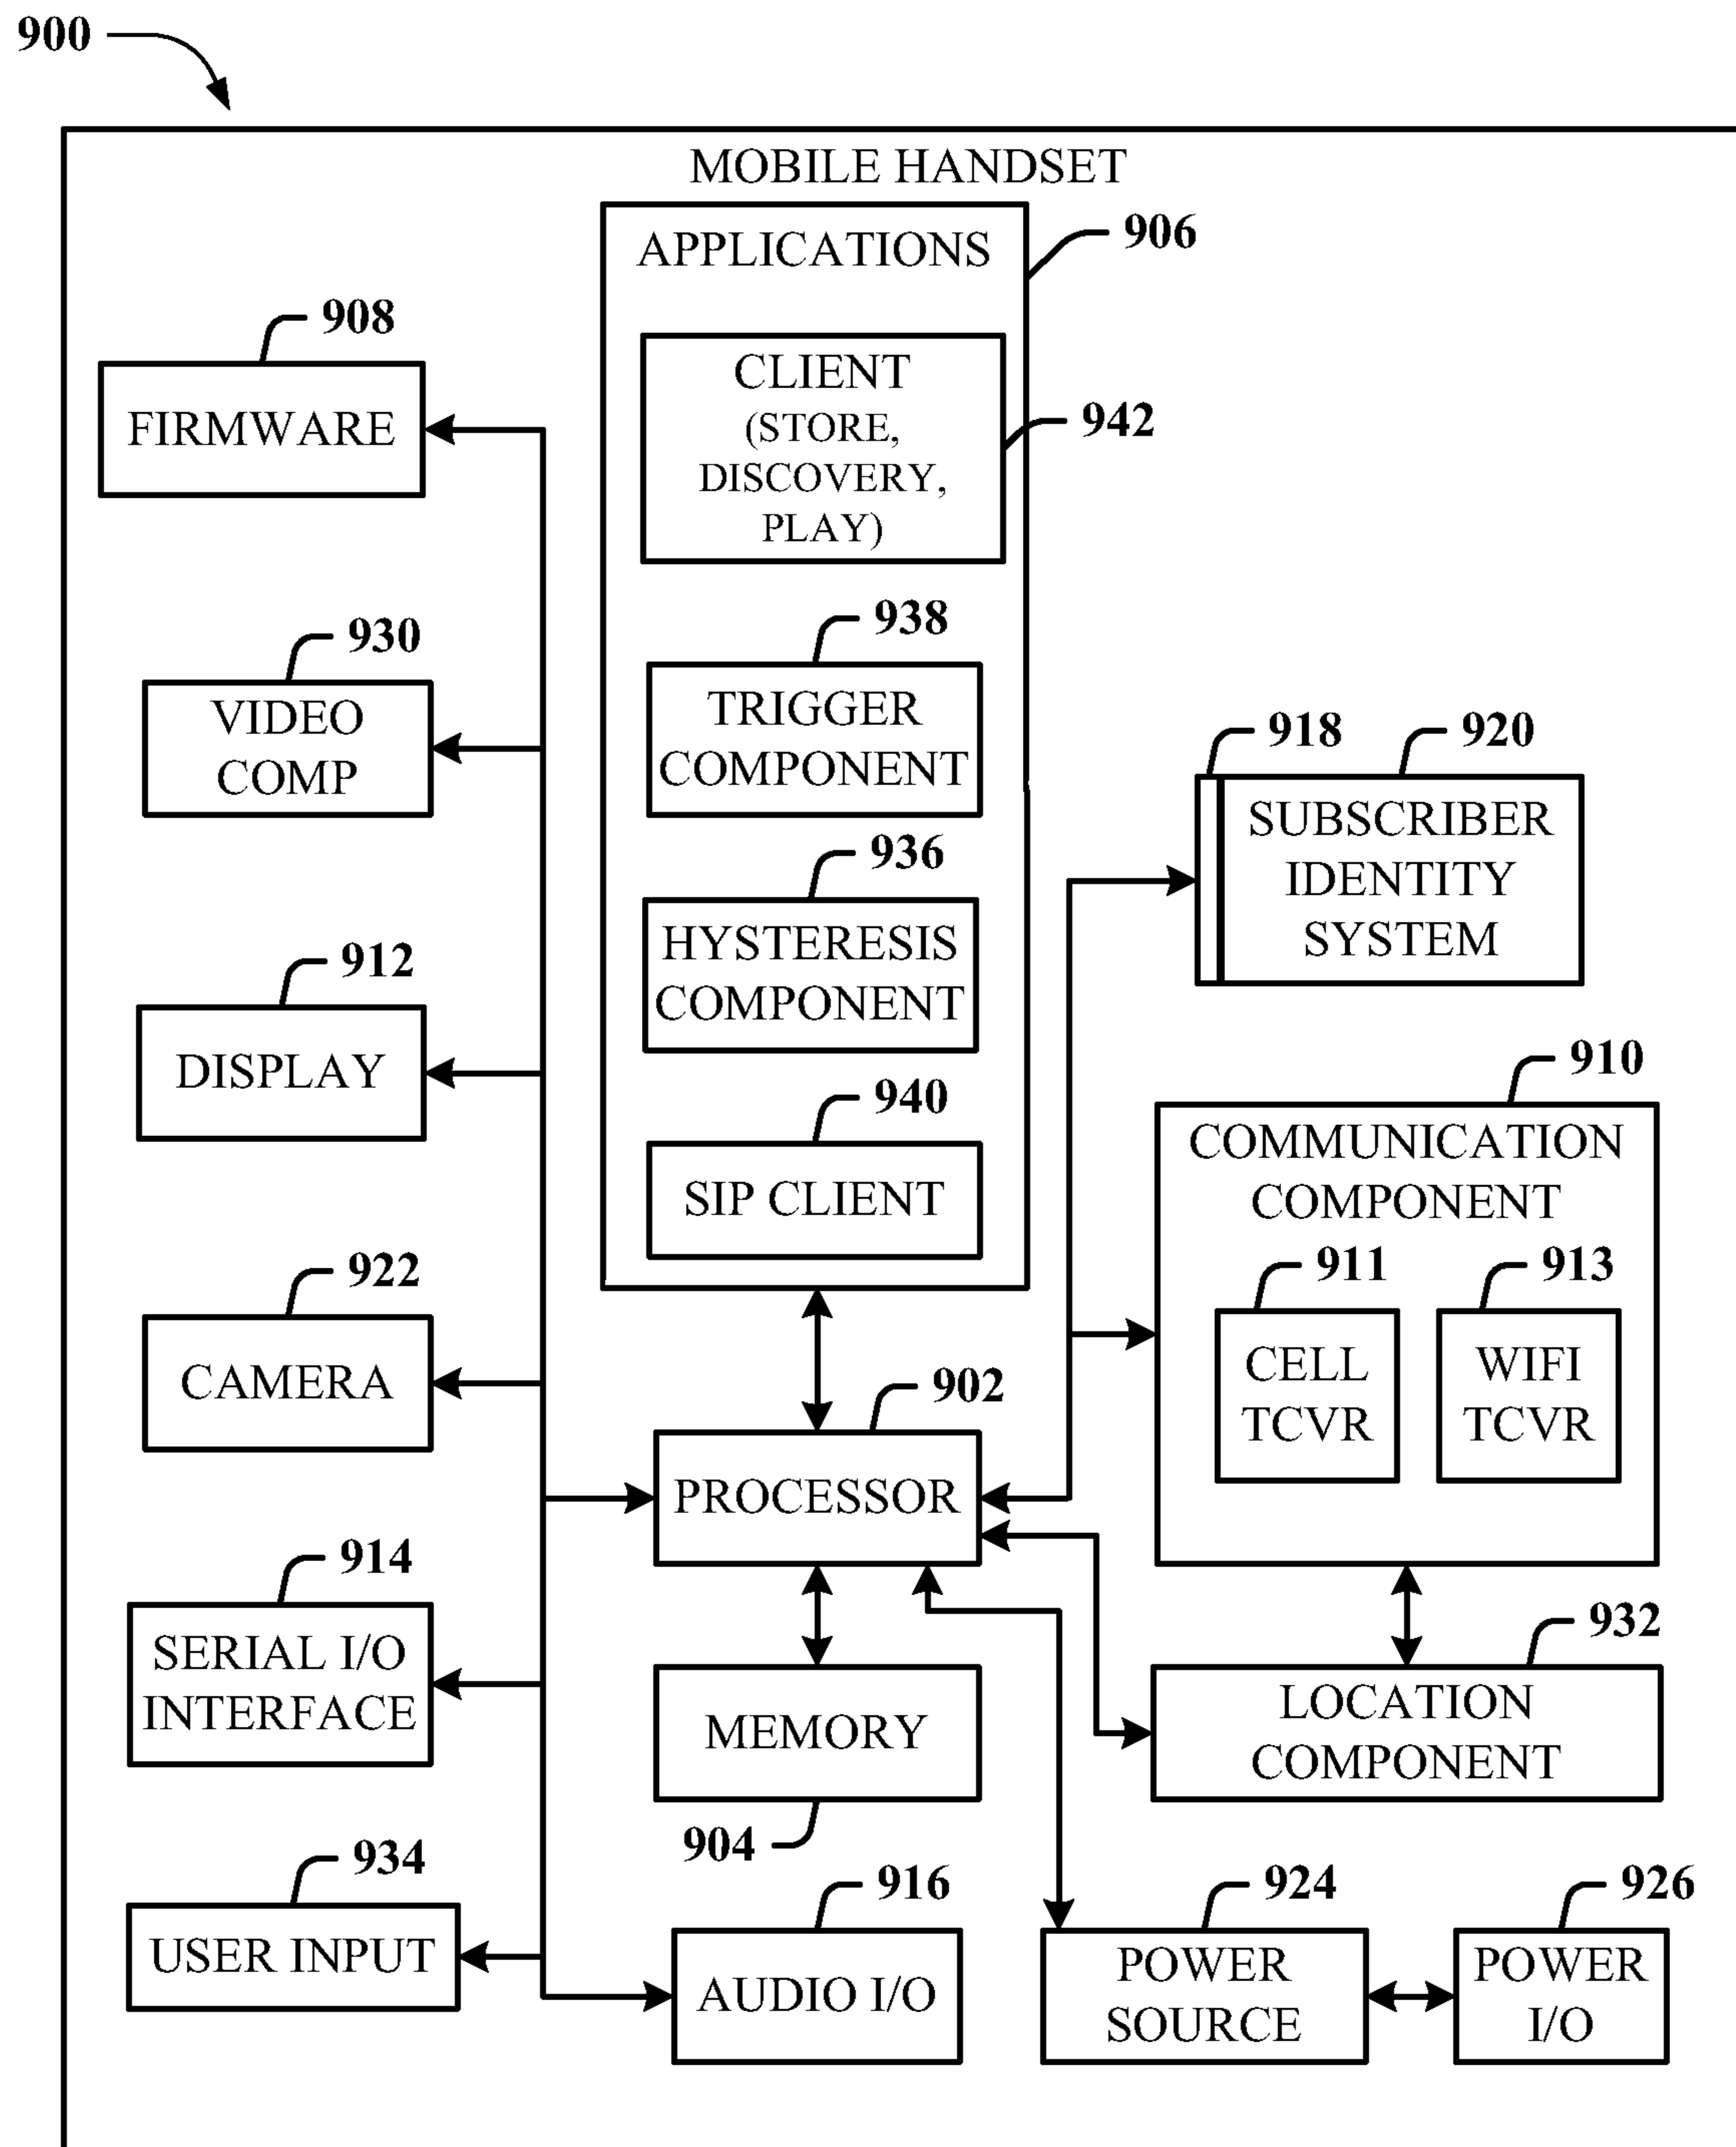 900
MOBILE HANDSET
APPLICATIONS
906
CLIENT
(STORE,
DISCOVERY,
PLAY)
942
908
FIRMWARE
938
TRIGGER
COMPONENT
930
VIDEO
COMP
918
920
SUBSCRIBER
IDENTITY
SYSTEM
936
HYSTERESIS
COMPONENT
912
DISPLAY
940
SIP CLIENT
910
COMMUNICATION
COMPONENT
911
CELL
TCVR
913
WIFI
TCVR
922
CAMERA
902
PROCESSOR
914
SERIAL I/O
INTERFACE
MEMORY
904
932
LOCATION
COMPONENT
934
USER INPUT
916
AUDIO I/O
924
POWER
SOURCE
926
POWER
I/O